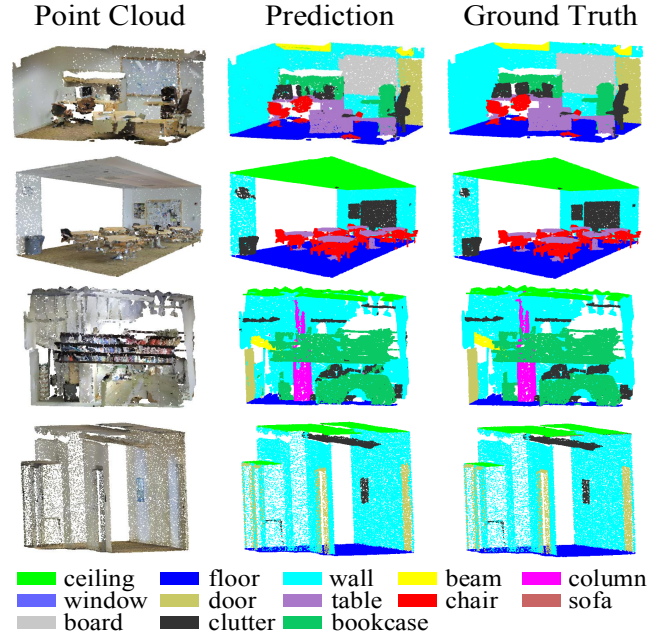 Point Cloud Prediction Ground Truth
ceiling floor wall beam column
window door table chair sofa
board clutter bookcase